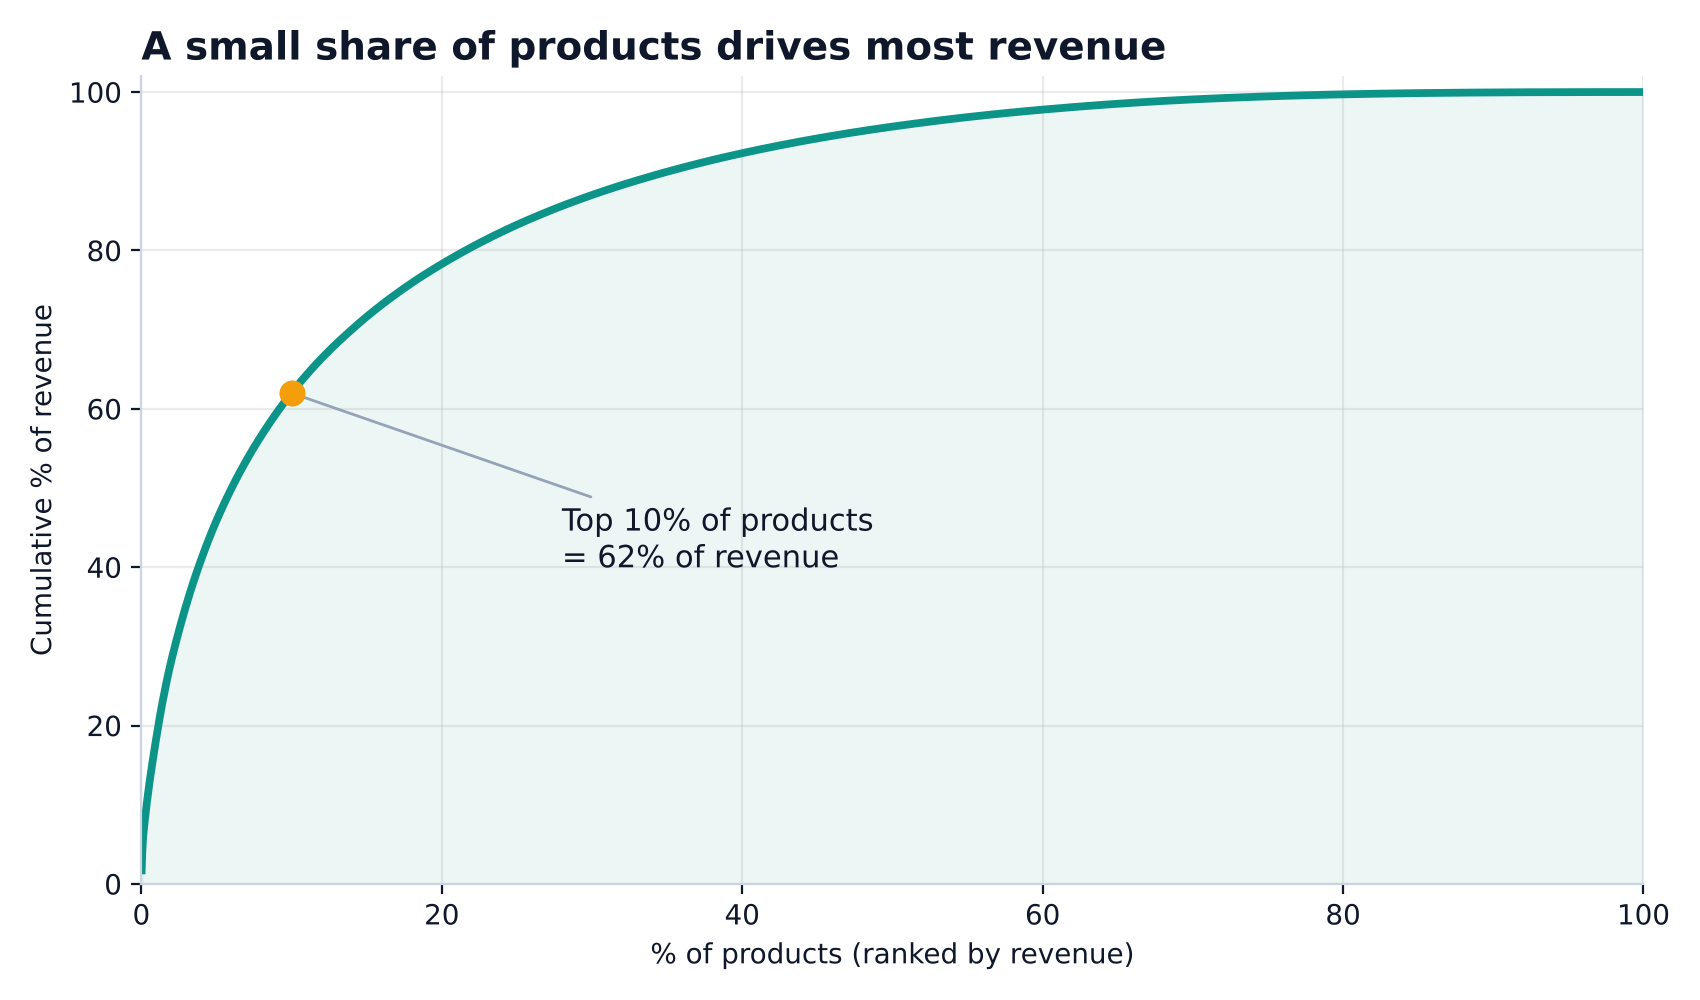 A small share of products drives most revenue
Cumulative % of revenue
100
80
60
40
20
0
Top 10% of products
= 62% of revenue
0 20 40 60 80 100
% of products (ranked by revenue)